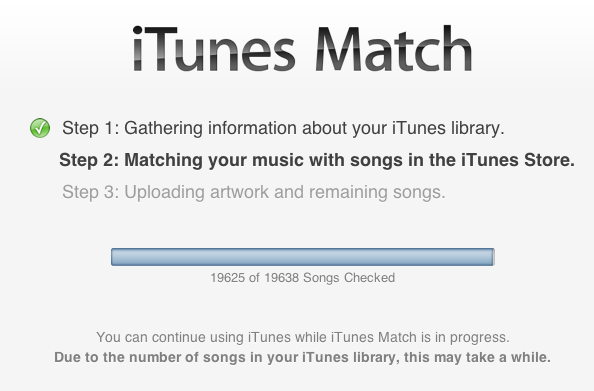 iTunes Match
Step 1: Gathering information about your iTunes library.
Step 2: Matching your music with songs in the iTunes Store.
Step 3: Uploading artwork and remaining songs.
19625 of 19638 Songs Checked
You can continue using iTunes while iTunes Match is in progress.
Due to the number of songs in your iTunes library, this may take a while.